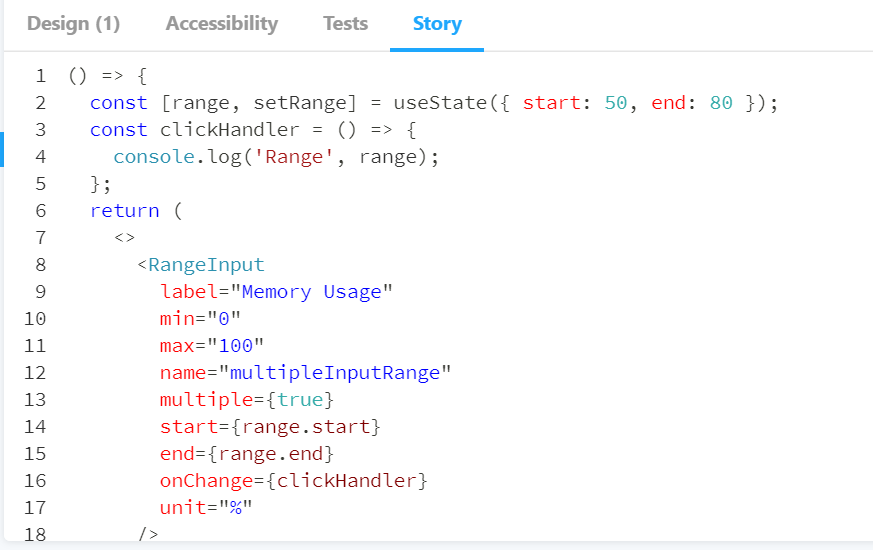 Design (1) Accessibility Tests Story
1 () => {
2 const [range, setRange] = useState({ start: 50, end: 80 });
3 const clickHandler = () => {
4 console.log('Range', range);
5 };
6 return (
7 <>
8 <RangeInput
9 label="Memory Usage"
10 min="0"
11 max="100"
12 name="multipleInputRange"
13 multiple={true}
14 start={range.start}
15 end={range.end}
16 onChange={clickHandler}
17 unit="%"
18 />